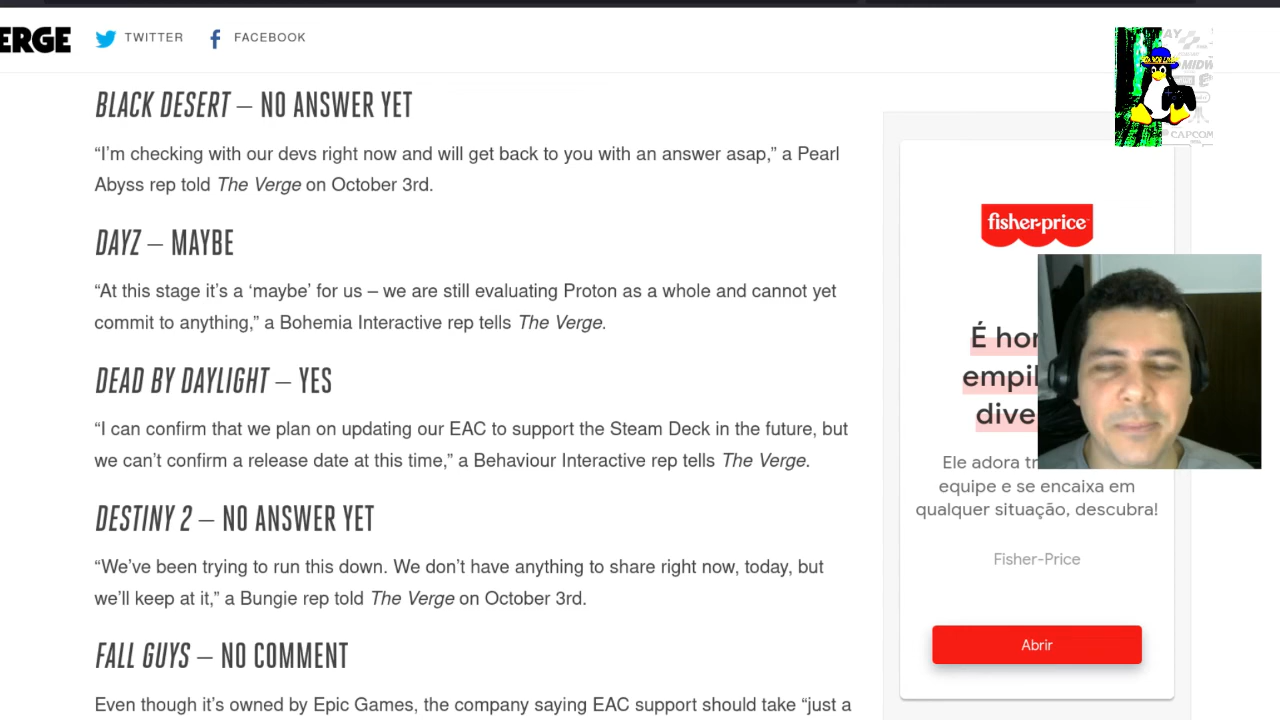 ERGE
TWITTER
FACEBOOK
BLACK DESERT — NO ANSWER YET
“I’m checking with our devs right now and will get back to you with an answer asap,” a Pearl
Abyss rep told The Verge on October 3rd.
DAYZ — MAYBE
“At this stage it’s a ‘maybe’ for us – we are still evaluating Proton as a whole and cannot yet
commit to anything,” a Bohemia Interactive rep tells The Verge.
DEAD BY DAYLIGHT — YES
“I can confirm that we plan on updating our EAC to support the Steam Deck in the future, but
we can’t confirm a release date at this time,” a Behaviour Interactive rep tells The Verge.
DESTINY 2 — NO ANSWER YET
“We’ve been trying to run this down. We don’t have anything to share right now, today, but
we’ll keep at it,” a Bungie rep told The Verge on October 3rd.
FALL GUYS — NO COMMENT
Even though it’s owned by Epic Games, the company saying EAC support should take “just a
MIDW
CAPCOM
fisher-price
É hor
empil
dive
Ele adora tr
equipe e se encaixa em
qualquer situação, descubra!
Fisher-Price
Abrir